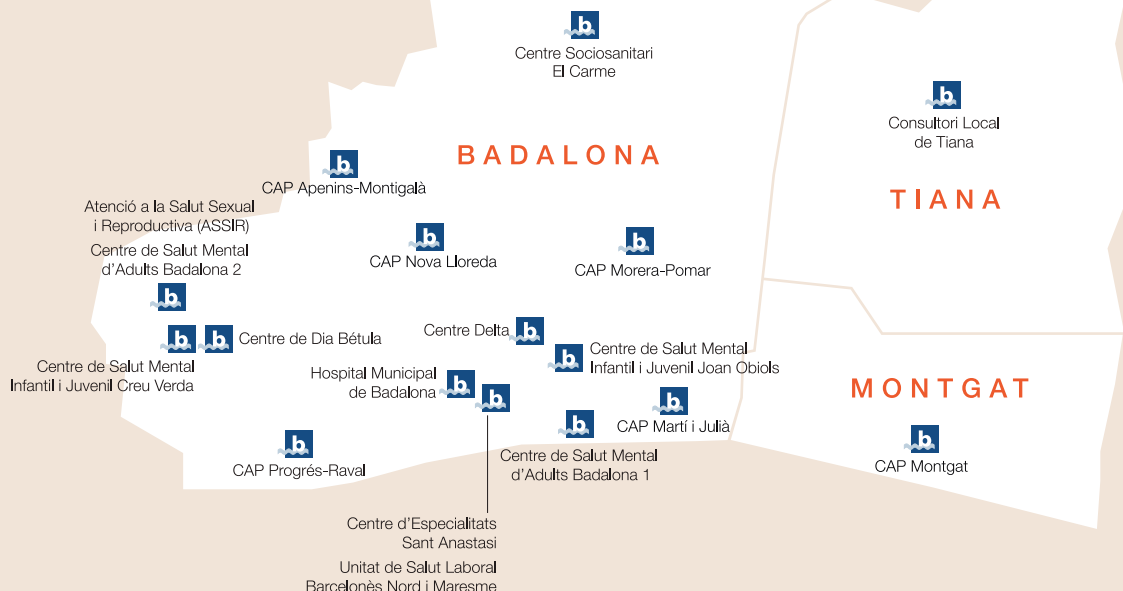 b
Centre Sociosanitari
El Carme
b
Consultori Local
de Tiana
BADALONA
b
CAP Apenins-Montigalà
TIANA
Atenció a la Salut Sexual
i Reproductiva (ASSIR)
Centre de Salut Mental
d'Adults Badalona 2
b
b
CAP Nova Lloreda
b
CAP Morera-Pomar
b
Centre de Salut Mental
Infantil i Juvenil Creu Verda
b
Centre de Dia Bétula
Centre Delta
b
b
Centre de Salut Mental
Infantil i Juvenil Joan Obiols
Hospital Municipal
de Badalona
b
b
b
CAP Martí i Julià
MONTGAT
b
CAP Montgat
b
CAP Progrés-Raval
b
Centre de Salut Mental
d'Adults Badalona 1
Centre d'Especialitats
Sant Anastasi
Unitat de Salut Laboral
Barcelonès Nord i Maresme